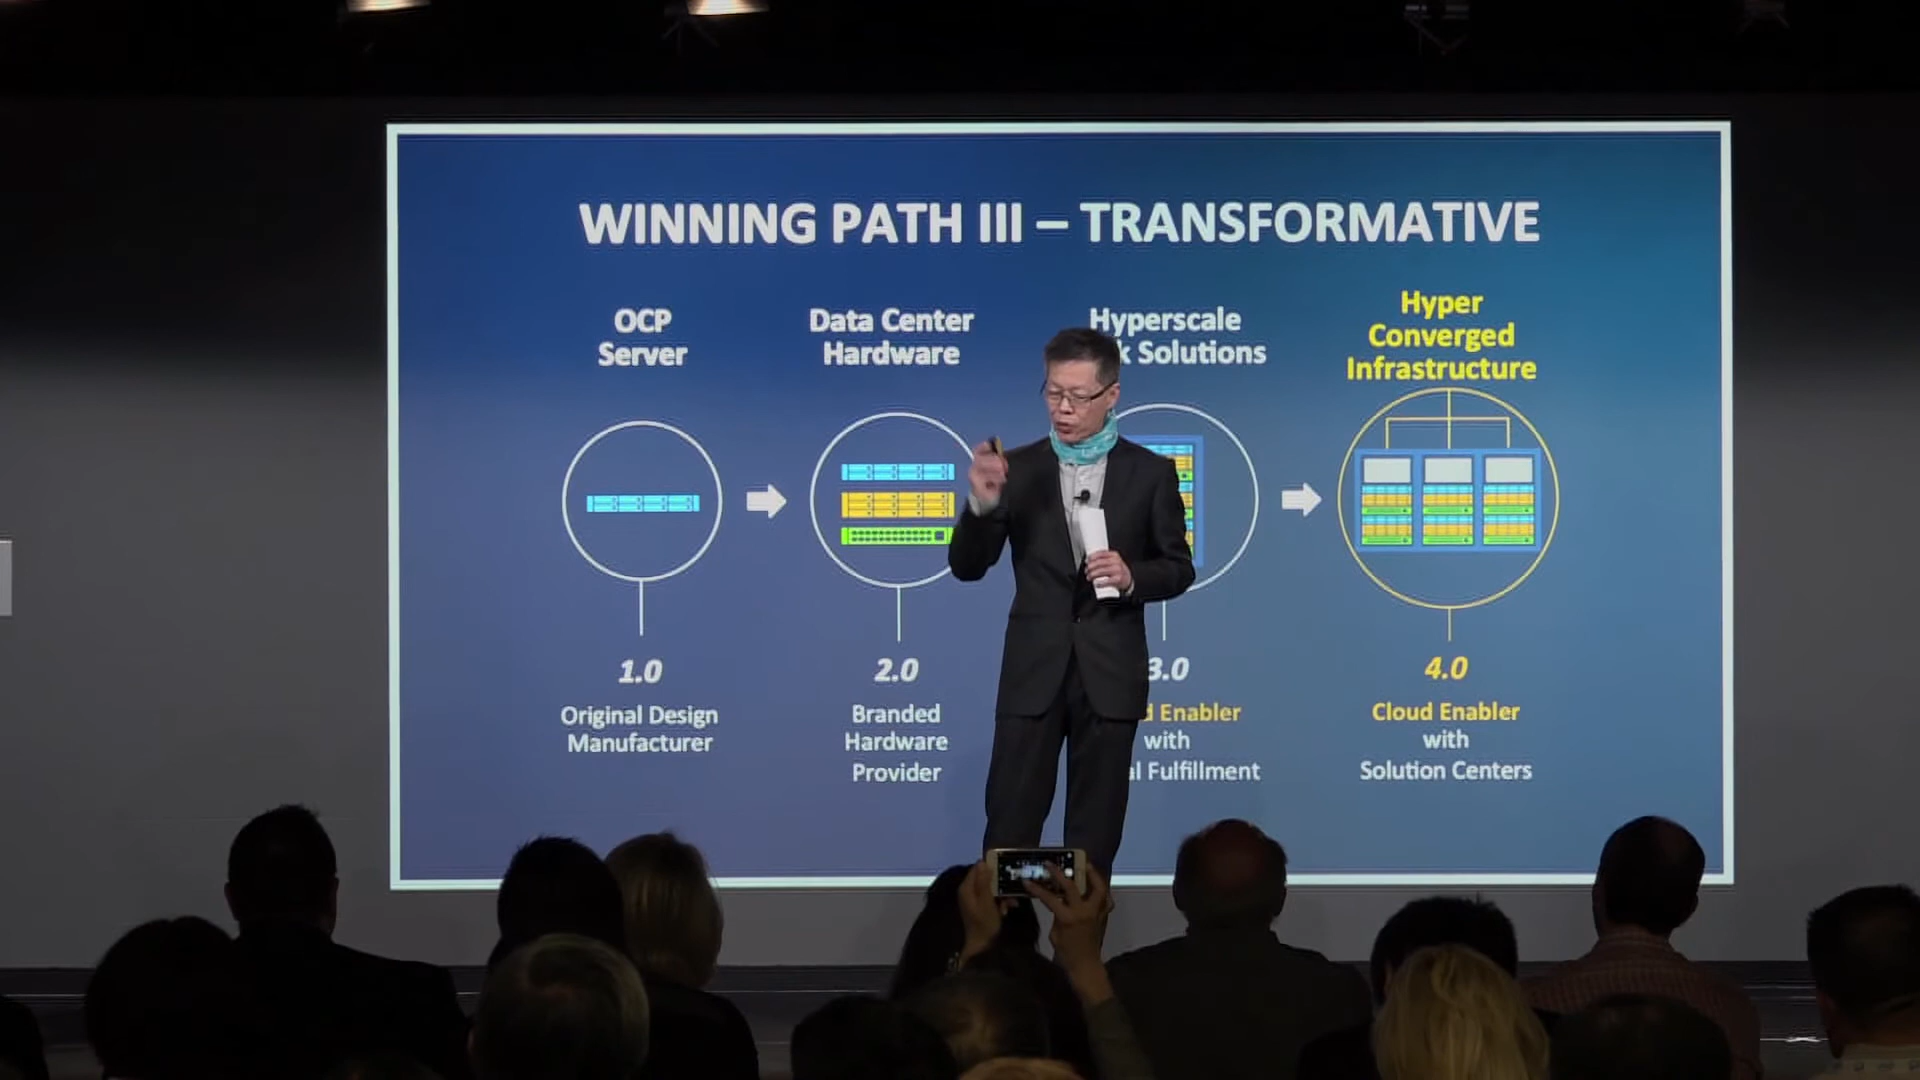 WINNING PATH III – TRANSFORMATIVE
OCP
Server
Data Center
Hardware
Hyperscale
Solutions
Hyper
Converged
Infrastructure
1.0
Original Design
Manufacturer
2.0
Branded
Hardware
Provider
3.0
Enabler
with
Fulfillment
4.0
Cloud Enabler
with
Solution Centers